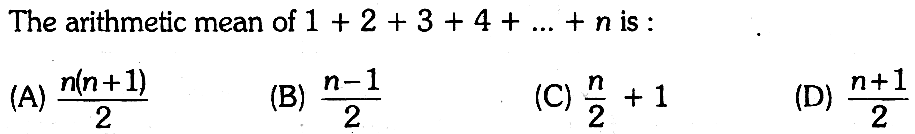 The arithmetic mean of 1 + 2 + 3 + 4 + ... + n is :
(A) n(n+1)/2 (B) n-1/2 (C) n/2 + 1 (D) n+1/2